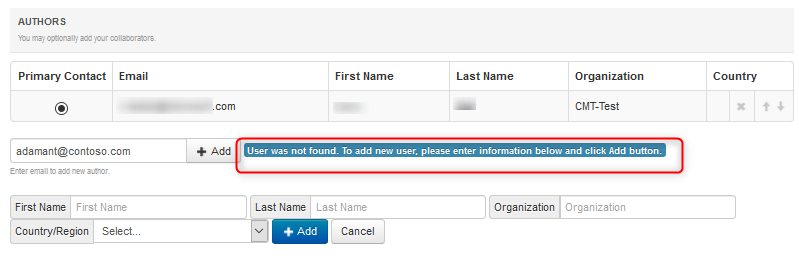 AUTHORS
You may optionally add your collaborators.
Primary Contact Email First Name Last Name Organization Country
.com CMT-Test
adamant@contoso.com + Add User was not found. To add new user, please enter information below and click Add button.
Enter email to add new author.
First Name First Name Last Name Last Name Organization Organization
Country/Region Select... + Add Cancel